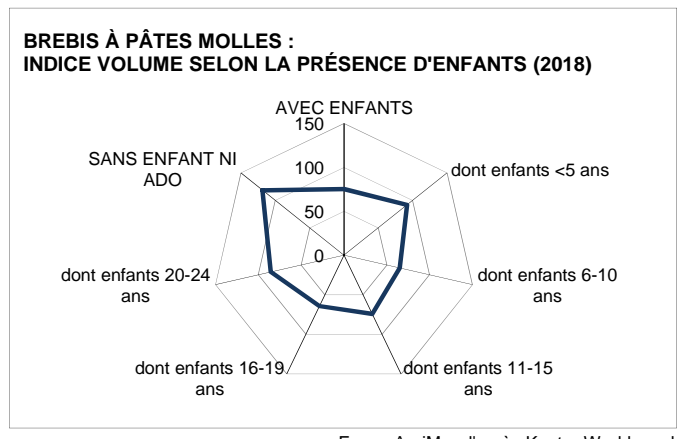 BREBIS À PÂTES MOLLES :
INDICE VOLUME SELON LA PRÉSENCE D'ENFANTS (2018)
AVEC ENFANTS
150
100
50
0
dont enfants <5 ans
dont enfants 6-10
ans
dont enfants 11-15
ans
dont enfants 16-19
ans
dont enfants 20-24
ans
SANS ENFANT NI
ADO